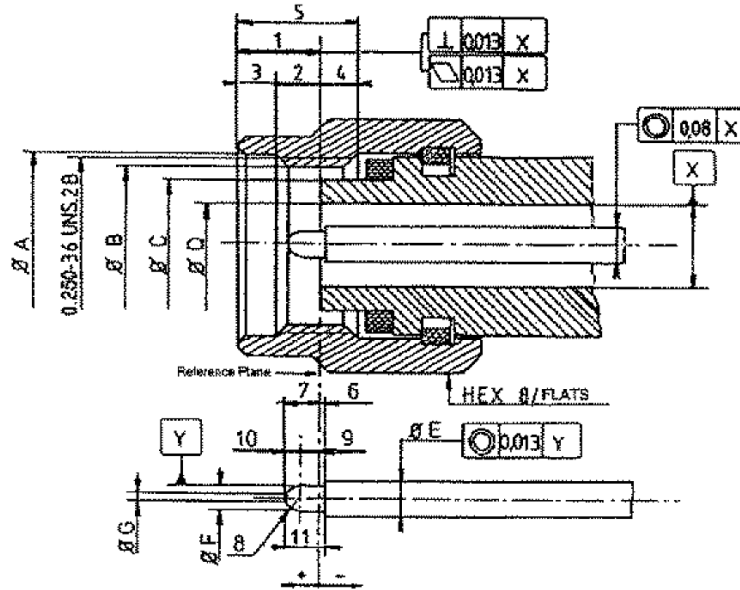 5
1
⊥ 0,013 X
▱ 0,013 X
3 2 4
◎ 0,08 X
X
Ø A
0.250-36 UNS.2B
Ø B
Ø C
Ø D
Reference Plane
7 6
HEX 8/FLATS
10 9
Y
Ø E
◎ 0,013 Y
Ø G
Ø F
8
11
+ -